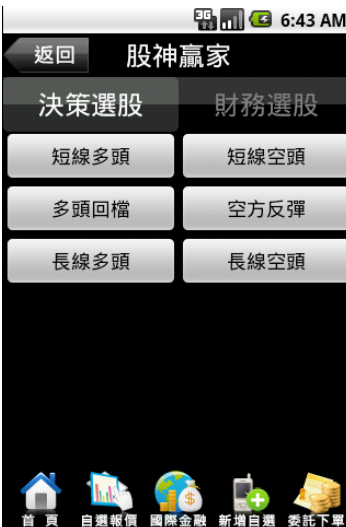 3G 6:43 AM
返回 股神贏家
決策選股 財務選股
短線多頭 短線空頭
多頭回檔 空方反彈
長線多頭 長線空頭
首頁 自選報價 國際金融 新增自選 委託下單